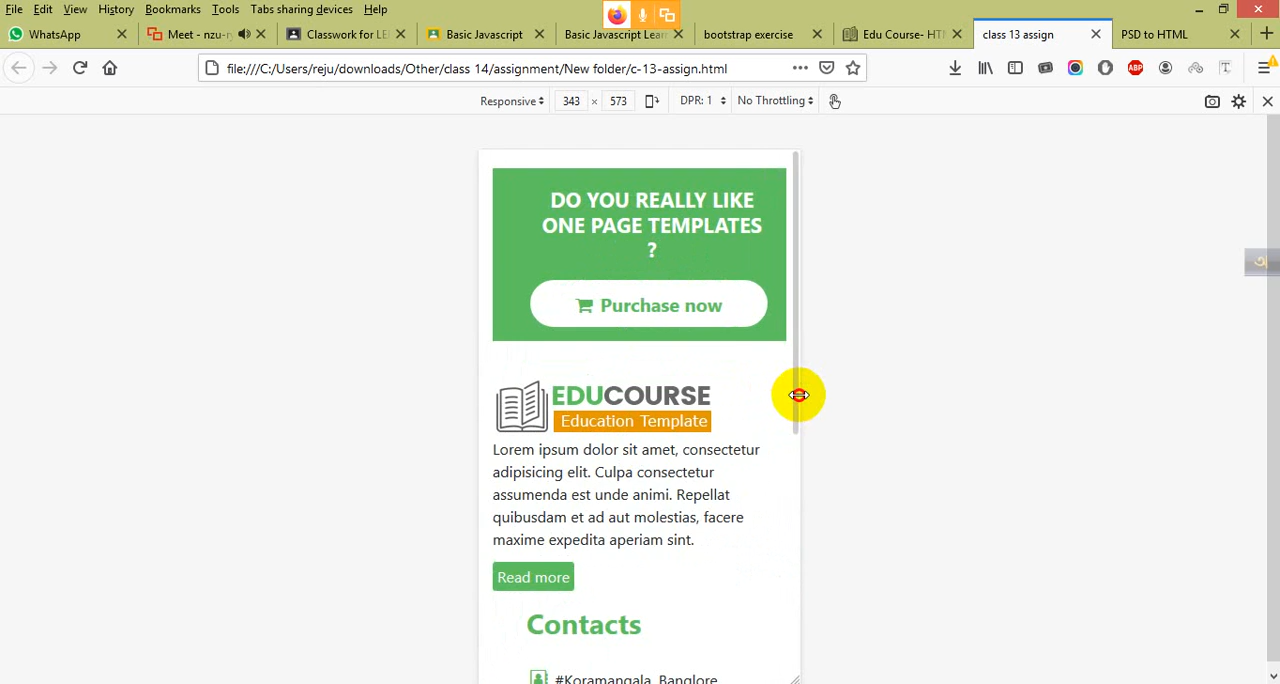 File Edit View History Bookmarks Tools Tabs sharing devices Help
WhatsApp Meet - nzu-r Classwork for LE Basic Javascript Basic Javascript Lear bootstrap exercise Edu Course- HT class 13 assign PSD to HTML
file:///C:/Users/reju/downloads/Other/class 14/assignment/New folder/c-13-assign.html
ABP
Responsive 343 × 573 DPR: 1 No Throttling
DO YOU REALLY LIKE
ONE PAGE TEMPLATES
?
Purchase now
EDUCOURSE
Education Template
Lorem ipsum dolor sit amet, consectetur
adipisicing elit. Culpa consectetur
assumenda est unde animi. Repellat
quibusdam et ad aut molestias, facere
maxime expedita aperiam sint.
Read more
Contacts
#Koramangala, Banglore